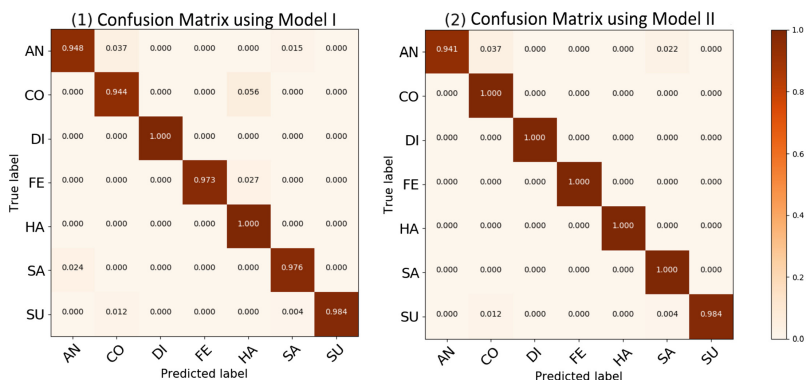 (1) Confusion Matrix using Model I
AN 0.948 0.037 0.000 0.000 0.000 0.015 0.000
CO 0.000 0.944 0.000 0.000 0.056 0.000 0.000
DI 0.000 0.000 1.000 0.000 0.000 0.000 0.000
FE 0.000 0.000 0.000 0.973 0.027 0.000 0.000
HA 0.000 0.000 0.000 0.000 1.000 0.000 0.000
SA 0.024 0.000 0.000 0.000 0.000 0.976 0.000
SU 0.000 0.012 0.000 0.000 0.000 0.004 0.984
AN CO DI FE HA SA SU
True label
Predicted label
(2) Confusion Matrix using Model II
AN 0.941 0.037 0.000 0.000 0.000 0.022 0.000
CO 0.000 1.000 0.000 0.000 0.000 0.000 0.000
DI 0.000 0.000 1.000 0.000 0.000 0.000 0.000
FE 0.000 0.000 0.000 1.000 0.000 0.000 0.000
HA 0.000 0.000 0.000 0.000 1.000 0.000 0.000
SA 0.000 0.000 0.000 0.000 0.000 1.000 0.000
SU 0.000 0.012 0.000 0.000 0.000 0.004 0.984
AN CO DI FE HA SA SU
True label
Predicted label
1.0
0.8
0.6
0.4
0.2
0.0